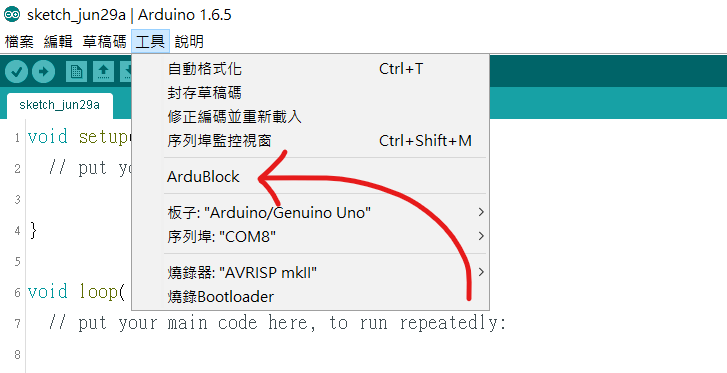 sketch_jun29a | Arduino 1.6.5
檔案 編輯 草稿碼 工具 說明
自動格式化 Ctrl+T
封存草稿碼
修正編碼並重新載入
序列埠監控視窗 Ctrl+Shift+M
ArduBlock
板子: "Arduino/Genuino Uno"
序列埠: "COM8"
燒錄器: "AVRISP mkII"
燒錄Bootloader
sketch_jun29a
1 void setup
2 // put
3
4 }
5
6 void loop(
7 // put your main code here, to run repeatedly:
8